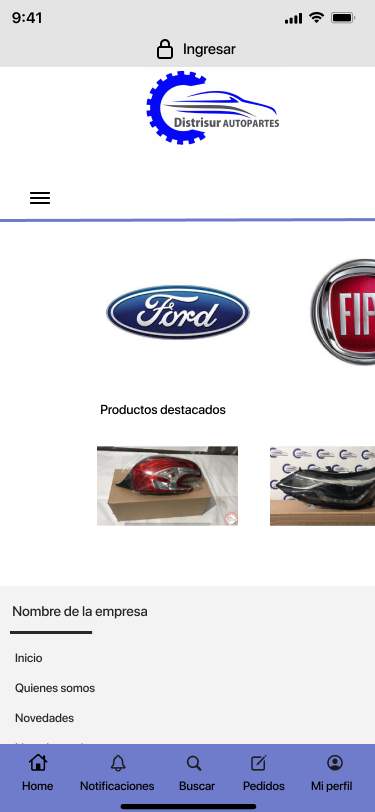 9:41
Ingresar
Distrisur AUTOPARTES
Ford
FIA
Productos destacados
Nombre de la empresa
Inicio
Quienes somos
Novedades
Home Notificaciones Buscar Pedidos Mi perfil